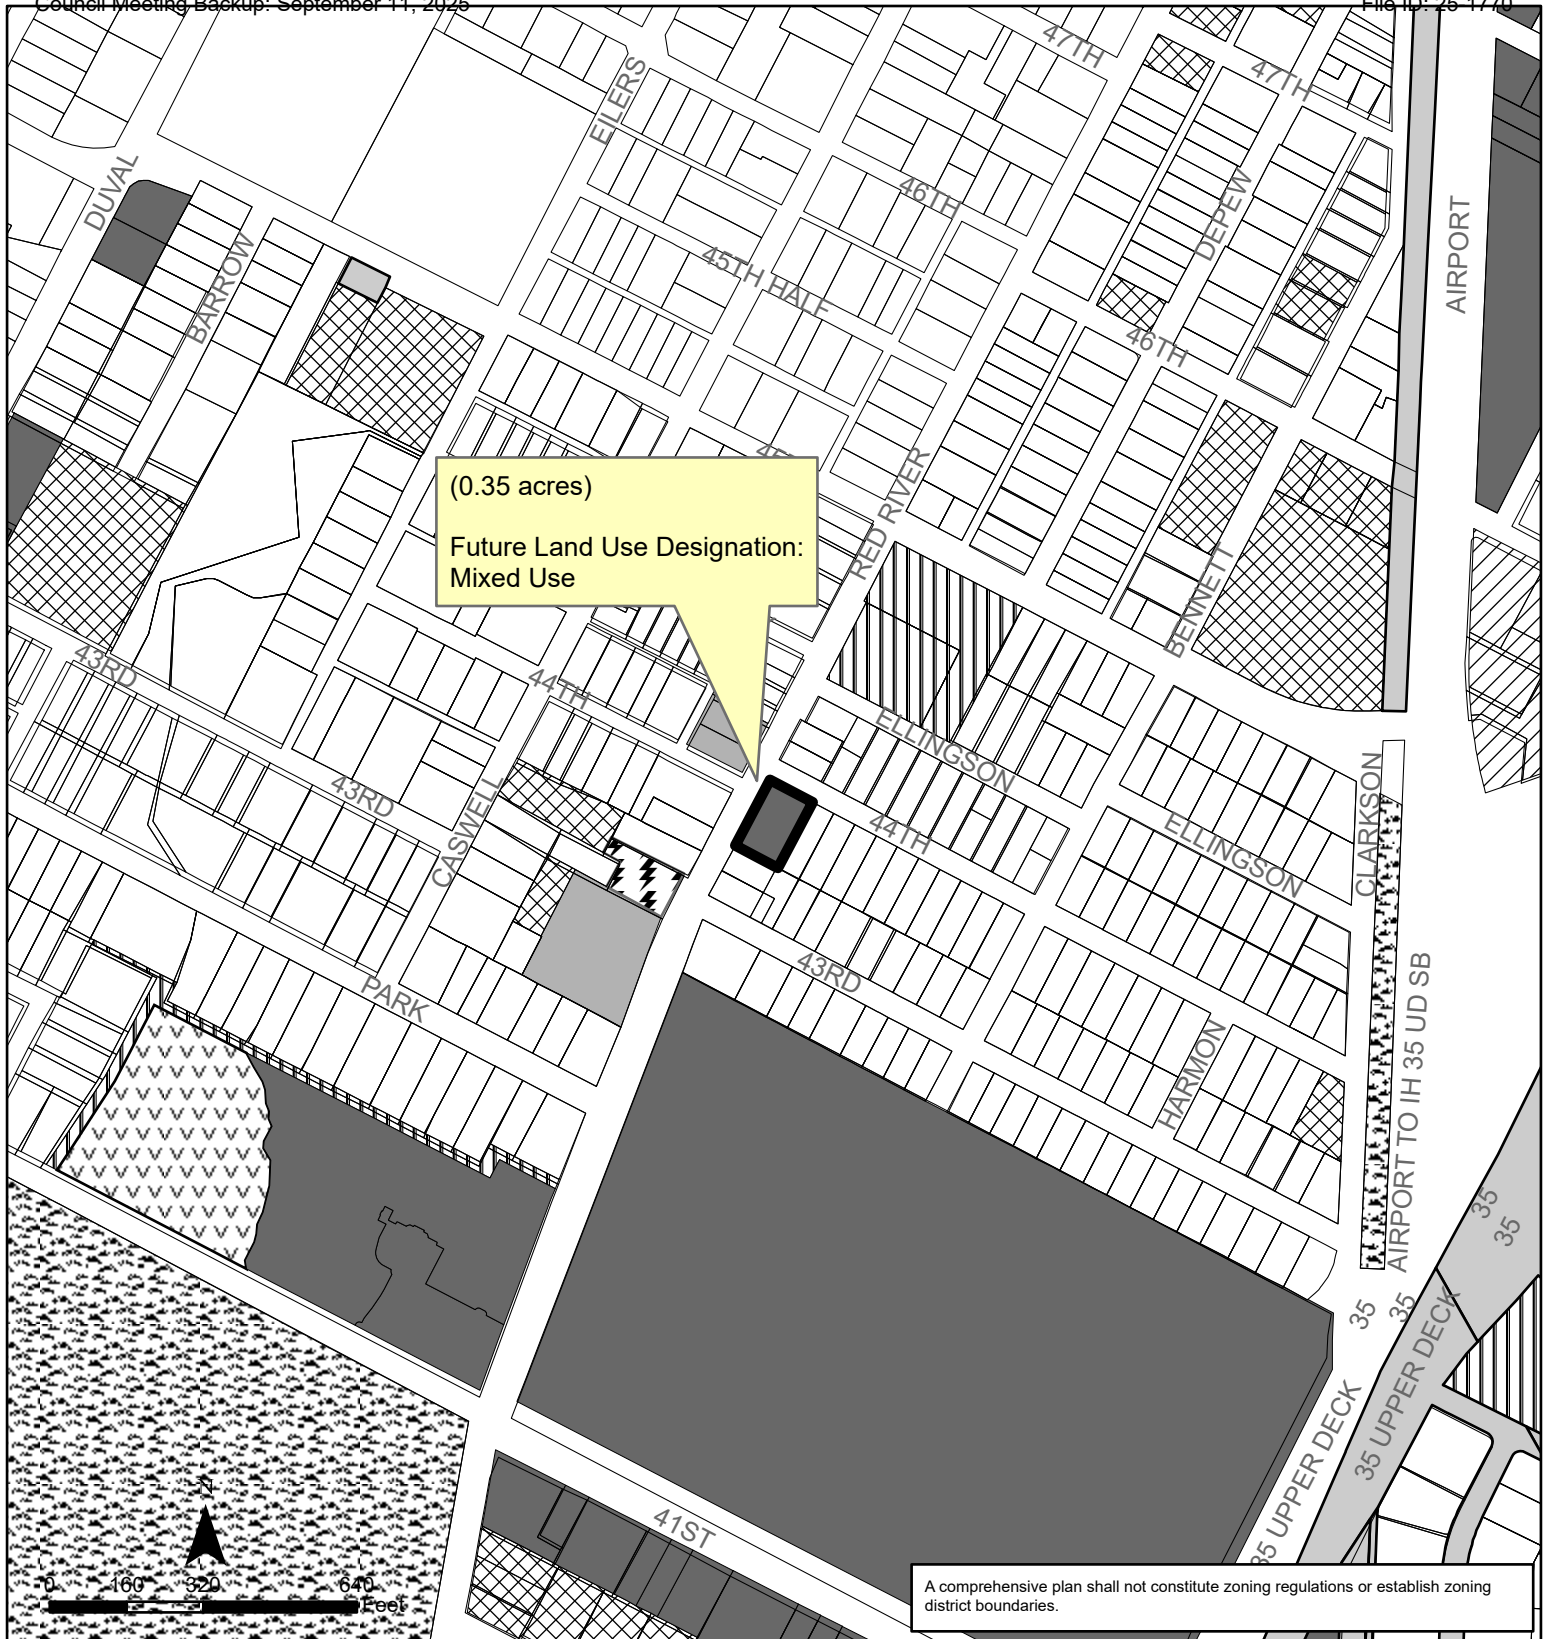 Council Meeting Backup: September 11, 2025
File ID: 25-1770
47TH
47TH
EILERS
DUVAL
46TH
DEPEW
AIRPORT
BARROW
45TH HALF
46TH
(0.35 acres)
Future Land Use Designation:
Mixed Use
RED RIVER
BENNETT
43RD
44TH
ELLINGSON
CLARKSON
43RD
CASWELL
44TH
ELLINGSON
PARK
43RD
HARMON
AIRPORT TO IH 35 UD SB
35
35
35
35
35 UPPER DECK
35 UPPER DECK
41ST
N
0 160 320 640
Feet
A comprehensive plan shall not constitute zoning regulations or establish zoning
district boundaries.